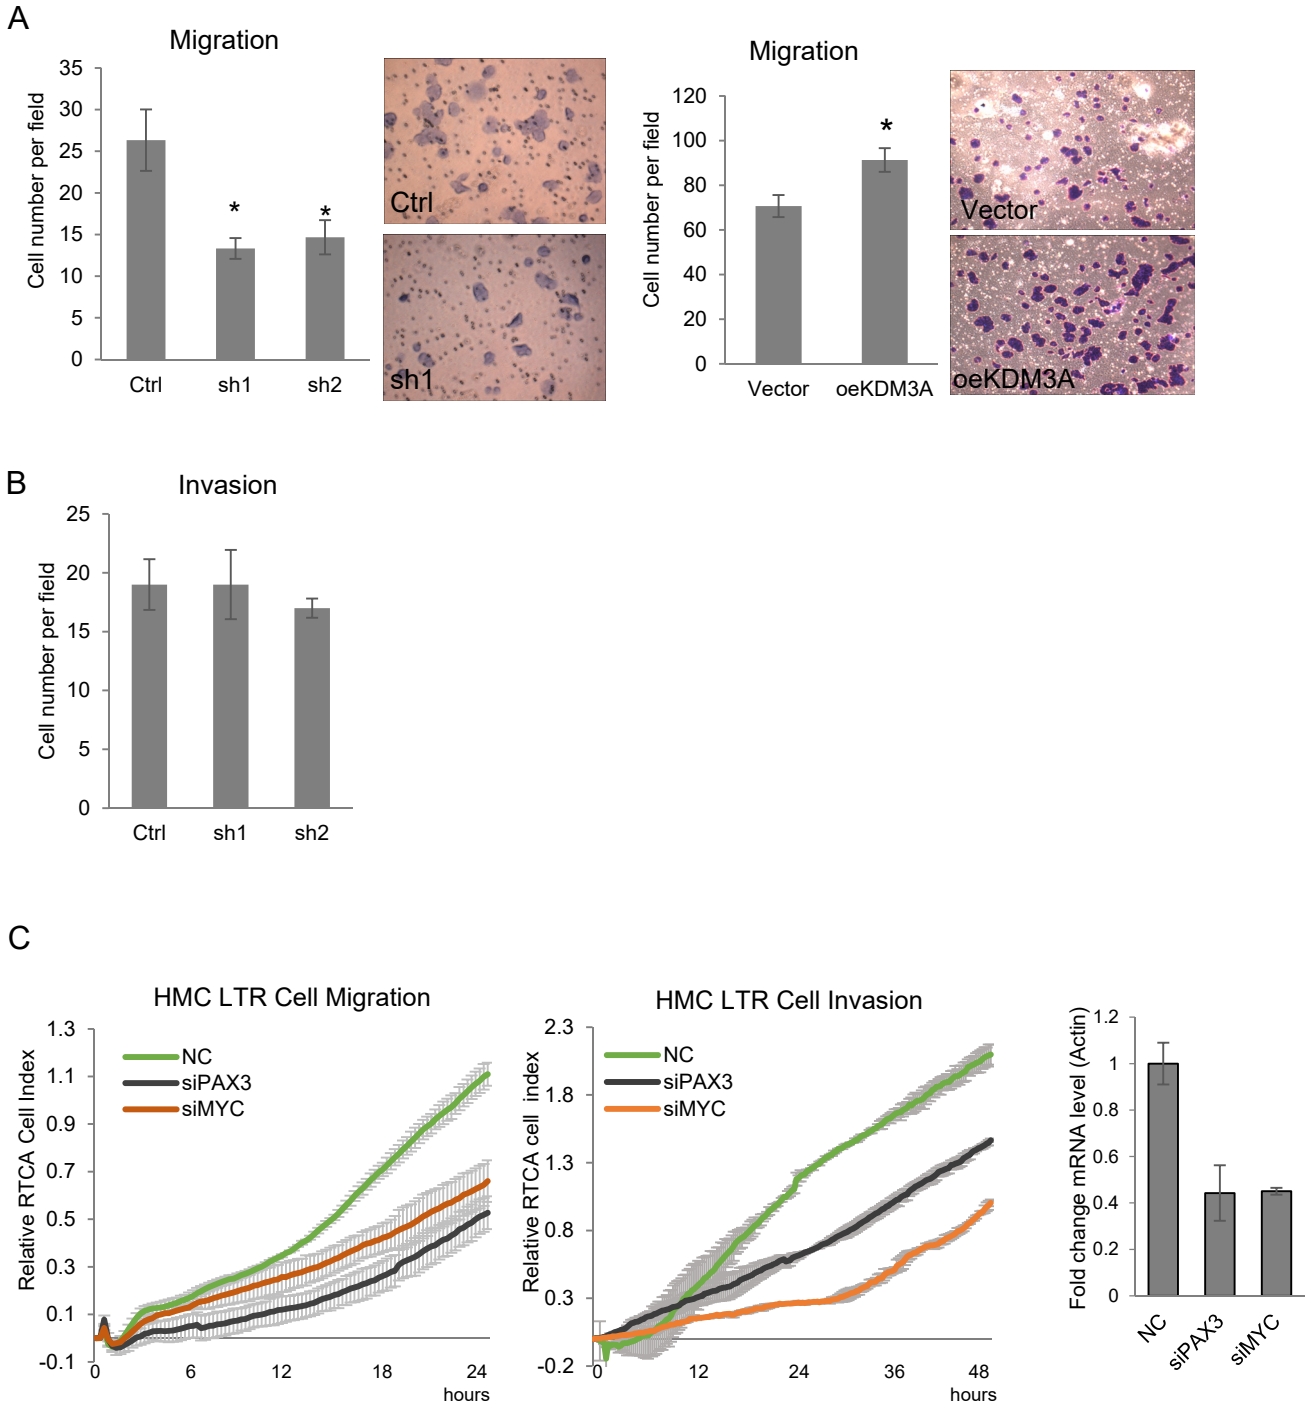 A
Migration
Cell number per field
35
30
25
20
15
10
5
0
*
*
Ctrl
sh1
sh2
Ctrl
sh1
Migration
Cell number per field
120
100
80
60
40
20
0
*
Vector
oeKDM3A
Vector
oeKDM3A
B
Invasion
Cell number per field
25
20
15
10
5
0
Ctrl
sh1
sh2
C
HMC LTR Cell Migration
Relative RTCA Cell Index
1.3
1.1
0.9
0.7
0.5
0.3
0.1
-0.1
NC
siPAX3
siMYC
0
6
12
18
24
hours
HMC LTR Cell Invasion
Relative RTCA cell index
2.3
1.8
1.3
0.8
0.3
-0.2
NC
siPAX3
siMYC
0
12
24
36
48
hours
Fold change mRNA level (Actin)
1.2
1
0.8
0.6
0.4
0.2
0
NC
siPAX3
siMYC